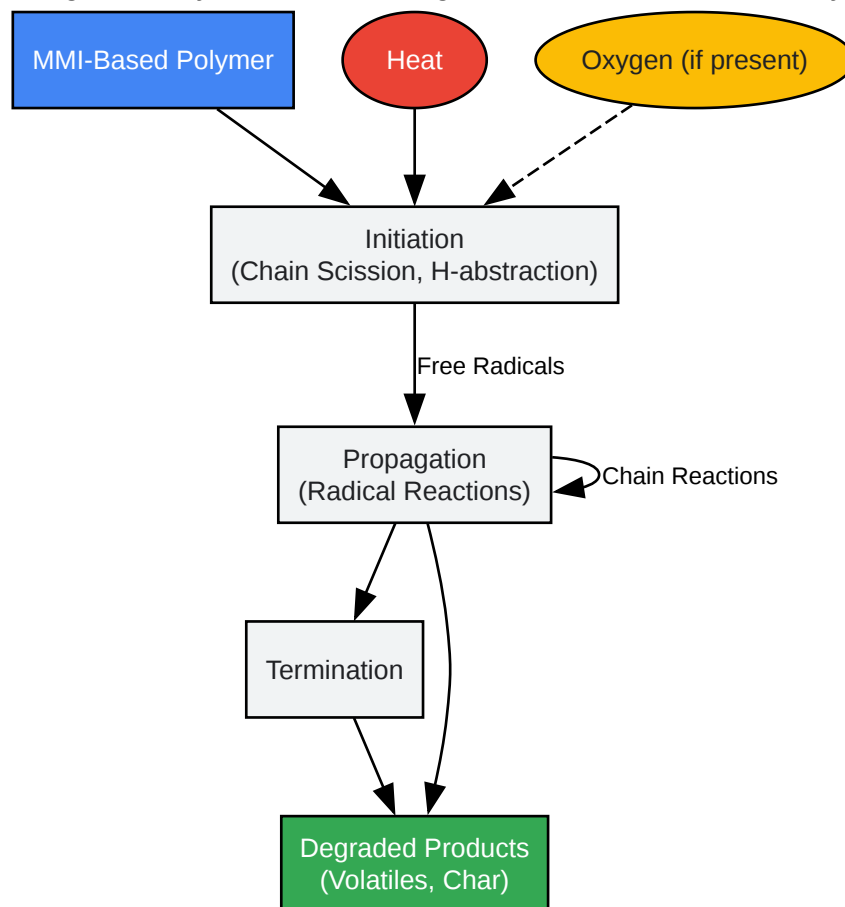 MMI-Based Polymer
Heat
Oxygen (if present)
Initiation
(Chain Scission, H-abstraction)
Free Radicals
Propagation
(Radical Reactions)
Chain Reactions
Termination
Degraded Products
(Volatiles, Char)